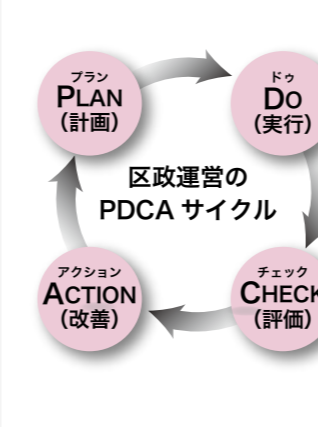 プラン
PLAN
(計画)
ドゥ
DO
(実行)
区政運営の
PDCA サイクル
アクション
ACTION
(改善)
チェック
CHECK
(評価)